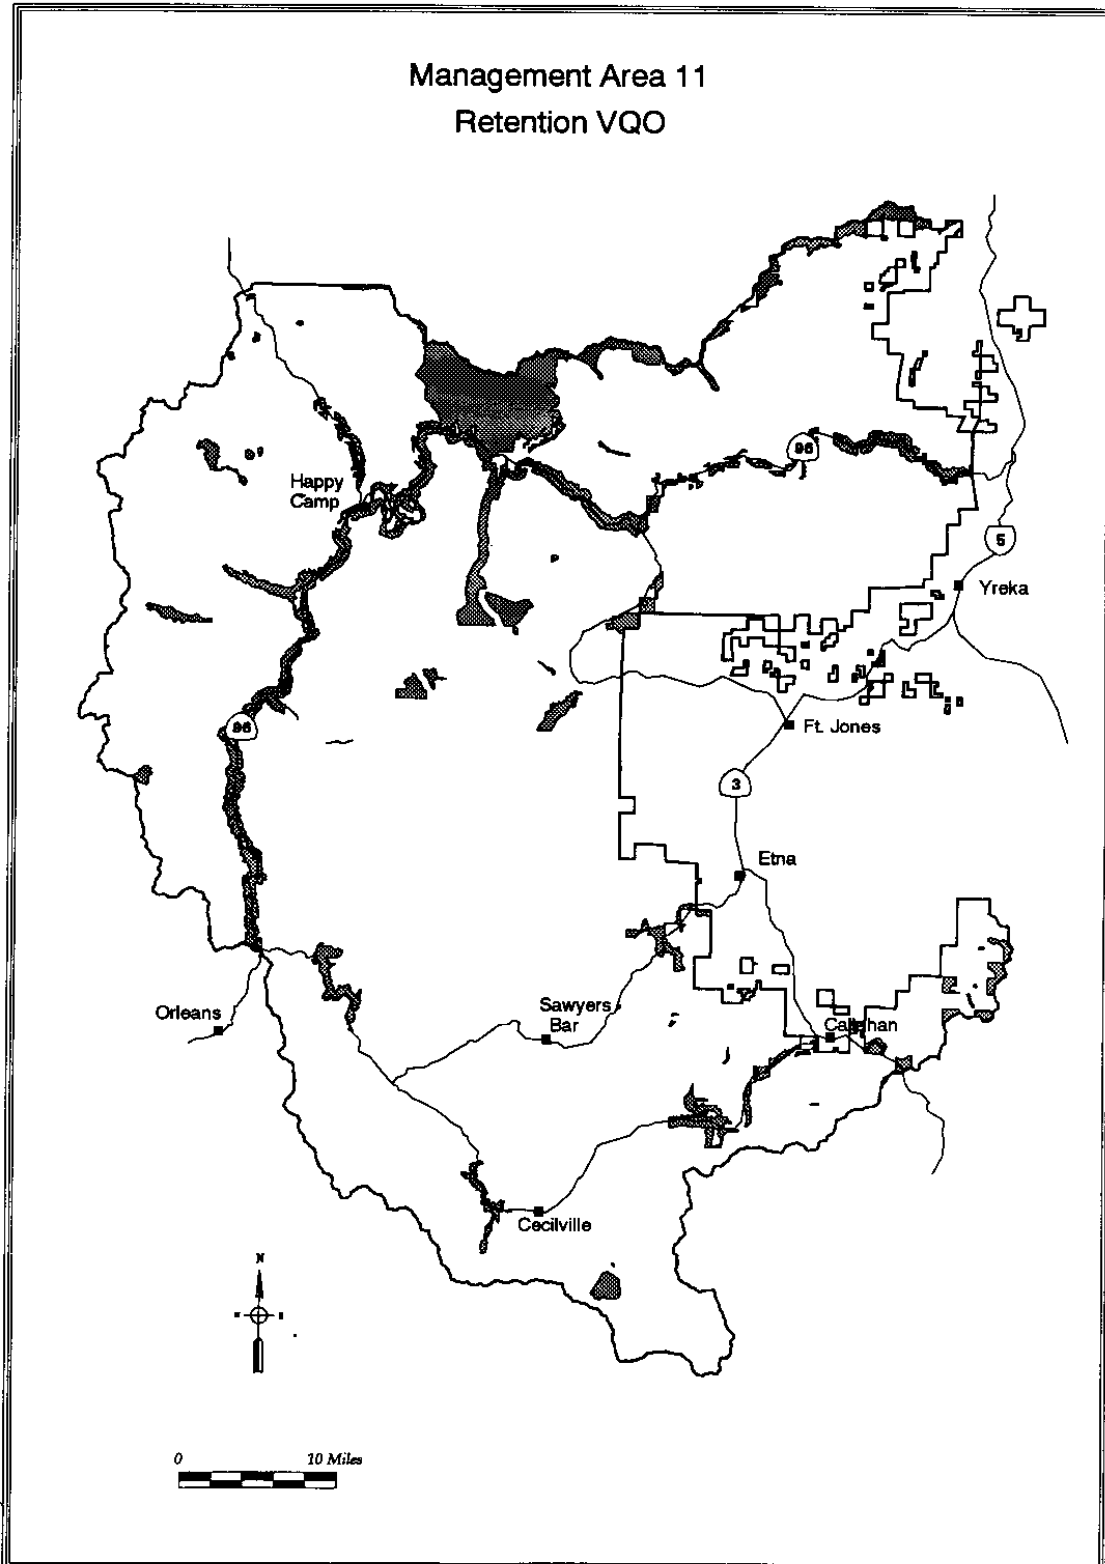 Management Area 11
Retention VQO
96
Happy
Camp
5
Yreka
96
Ft. Jones
3
Etna
Orleans
Sawyers
Bar
Callahan
Cecilville
N
0 10 Miles